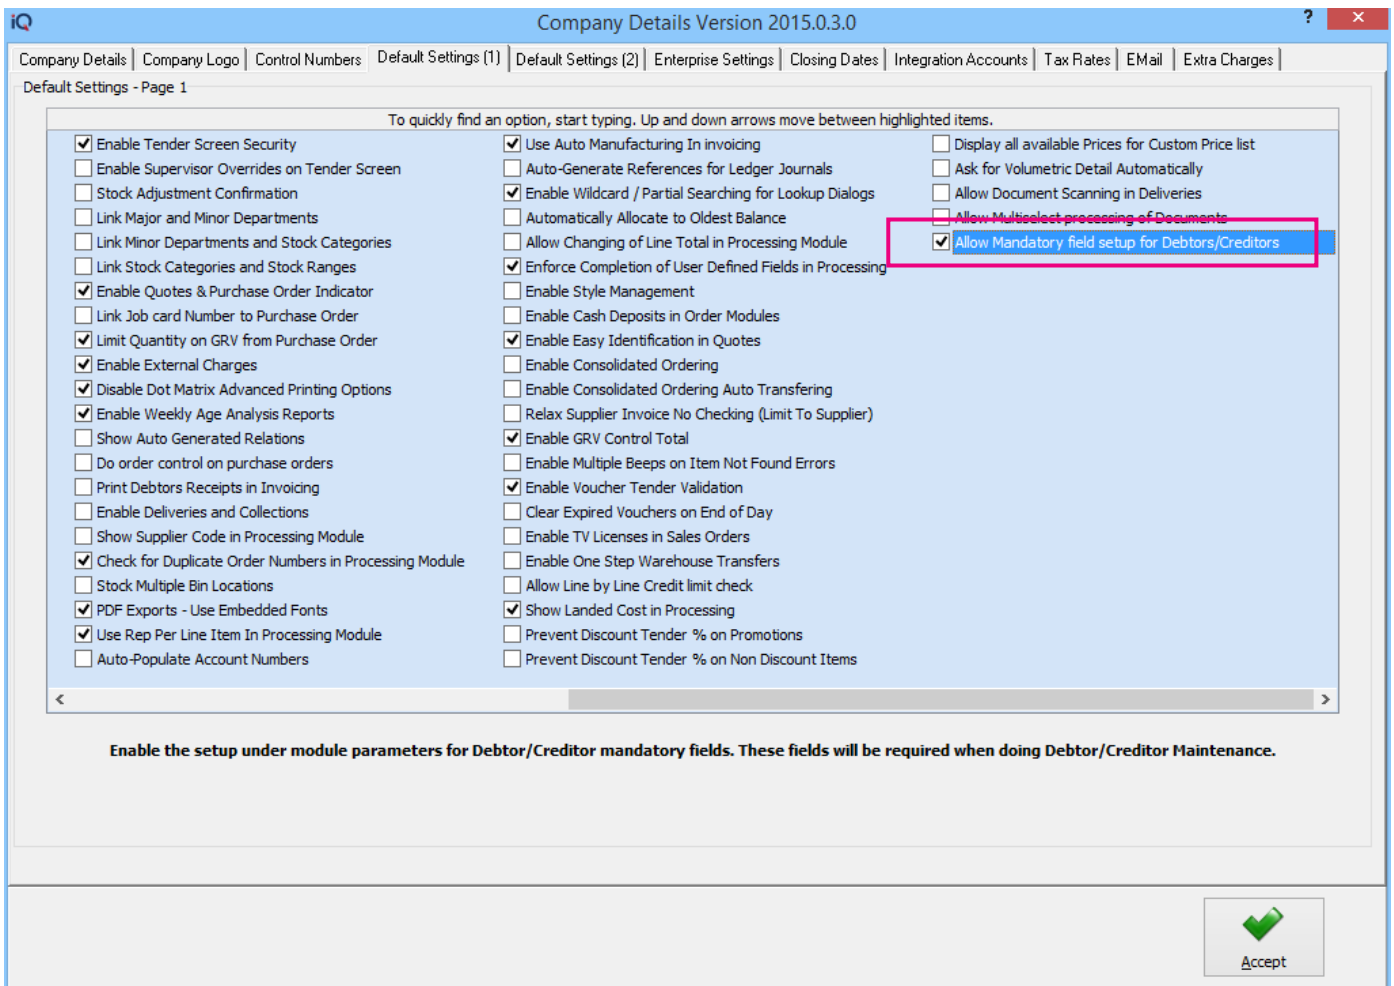 iQ
Company Details Version 2015.0.3.0
? ✕
Company Details Company Logo Control Numbers Default Settings (1) Default Settings (2) Enterprise Settings Closing Dates Integration Accounts Tax Rates EMail Extra Charges
Default Settings - Page 1
To quickly find an option, start typing. Up and down arrows move between highlighted items.
Enable Tender Screen Security
Enable Supervisor Overrides on Tender Screen
Stock Adjustment Confirmation
Link Major and Minor Departments
Link Minor Departments and Stock Categories
Link Stock Categories and Stock Ranges
Enable Quotes & Purchase Order Indicator
Link Job card Number to Purchase Order
Limit Quantity on GRV from Purchase Order
Enable External Charges
Disable Dot Matrix Advanced Printing Options
Enable Weekly Age Analysis Reports
Show Auto Generated Relations
Do order control on purchase orders
Print Debtors Receipts in Invoicing
Enable Deliveries and Collections
Show Supplier Code in Processing Module
Check for Duplicate Order Numbers in Processing Module
Stock Multiple Bin Locations
PDF Exports - Use Embedded Fonts
Use Rep Per Line Item In Processing Module
Auto-Populate Account Numbers
Use Auto Manufacturing In invoicing
Auto-Generate References for Ledger Journals
Enable Wildcard / Partial Searching for Lookup Dialogs
Automatically Allocate to Oldest Balance
Allow Changing of Line Total in Processing Module
Enforce Completion of User Defined Fields in Processing
Enable Style Management
Enable Cash Deposits in Order Modules
Enable Easy Identification in Quotes
Enable Consolidated Ordering
Enable Consolidated Ordering Auto Transfering
Relax Supplier Invoice No Checking (Limit To Supplier)
Enable GRV Control Total
Enable Multiple Beeps on Item Not Found Errors
Enable Voucher Tender Validation
Clear Expired Vouchers on End of Day
Enable TV Licenses in Sales Orders
Enable One Step Warehouse Transfers
Allow Line by Line Credit limit check
Show Landed Cost in Processing
Prevent Discount Tender % on Promotions
Prevent Discount Tender % on Non Discount Items
Display all available Prices for Custom Price list
Ask for Volumetric Detail Automatically
Allow Document Scanning in Deliveries
Allow Multiselect processing of Documents
Allow Mandatory field setup for Debtors/Creditors
Enable the setup under module parameters for Debtor/Creditor mandatory fields. These fields will be required when doing Debtor/Creditor Maintenance.
Accept